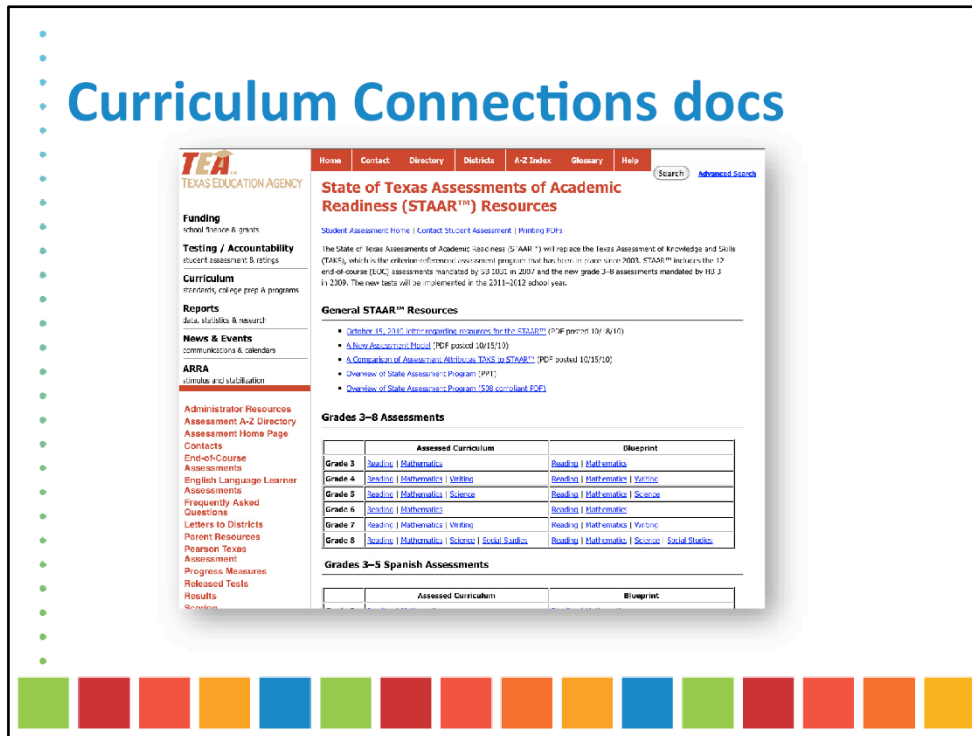 Curriculum Connections docs
TEA
TEXAS EDUCATION AGENCY
Home Contact Directory Districts A-Z Index Glossary Help
Search Advanced Search
State of Texas Assessments of Academic
Readiness (STAAR™) Resources
Student Assessment Home | Contact Student Assessment | Printing PDFs
The State of Texas Assessments of Academic Readiness (STAAR™) will replace the Texas Assessment of Knowledge and Skills
(TAKS), which is the criterion-referenced assessment program that has been in place since 2003. STAAR™ includes the 12
end-of-course (EOC) assessments mandated by SB 1031 in 2007 and the new grade 3–8 assessments mandated by HB 3
in 2009. The new tests will be implemented in the 2011–2012 school year.
Funding
school finance & grants
Testing / Accountability
student assessment & ratings
Curriculum
standards, college prep & programs
Reports
data, statistics & research
News & Events
communications & calendars
ARRA
stimulus and stabilization
Administrator Resources
Assessment A-Z Directory
Assessment Home Page
Contacts
End-of-Course
Assessments
English Language Learner
Assessments
Frequently Asked
Questions
Letters to Districts
Parent Resources
Pearson Texas
Assessment
Progress Measures
Released Tests
Results
Scoring
General STAAR™ Resources
October 15, 2010 letter regarding resources for the STAAR™ (PDF posted 10/18/10)
A New Assessment Model (PDF posted 10/15/10)
A Comparison of Assessment Attributes TAKS to STAAR™ (PDF posted 10/15/10)
Overview of State Assessment Program (PPT)
Overview of State Assessment Program (508 compliant PDF)
Grades 3–8 Assessments
Assessed Curriculum Blueprint
Grade 3 Reading | Mathematics Reading | Mathematics
Grade 4 Reading | Mathematics | Writing Reading | Mathematics | Writing
Grade 5 Reading | Mathematics | Science Reading | Mathematics | Science
Grade 6 Reading | Mathematics Reading | Mathematics
Grade 7 Reading | Mathematics | Writing Reading | Mathematics | Writing
Grade 8 Reading | Mathematics | Science | Social Studies Reading | Mathematics | Science | Social Studies
Grades 3–5 Spanish Assessments
Assessed Curriculum Blueprint